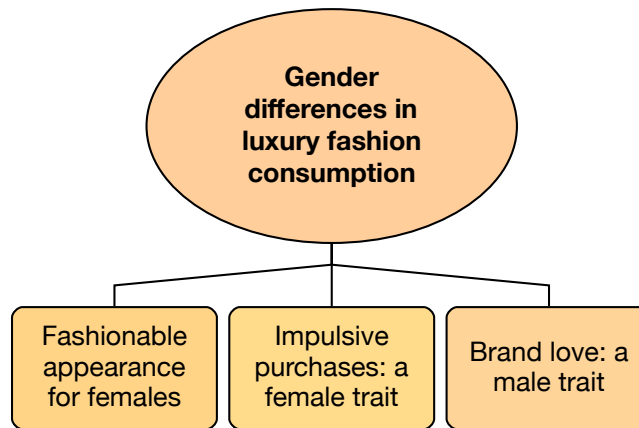 Gender
differences in
luxury fashion
consumption
Fashionable
appearance
for females
Impulsive
purchases: a
female trait
Brand love: a
male trait